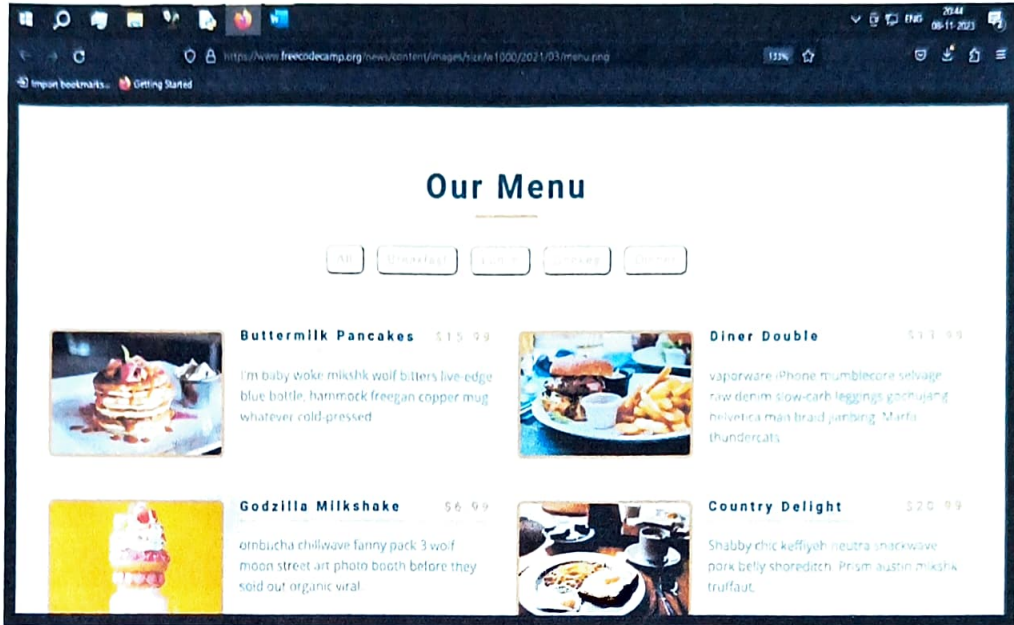 ENG
20:44
08-11-2023
https://www.freecodecamp.org/news/content/images/size/w1000/2021/03/menu.png
133%
Import bookmarks...
Getting Started
Our Menu
All
Breakfast
Lunch
Shakes
Dinner
Buttermilk Pancakes $15.99
I'm baby woke mlkshk wolf bitters live-edge
blue bottle, hammock freegan copper mug
whatever cold-pressed
Diner Double $13.99
vaporware iPhone mumblecore selvage
raw denim slow-carb leggings gochujang
helvetica man braid jianbing. Marfa
thundercats
Godzilla Milkshake $6.99
ombucha chillwave fanny pack 3 wolf
moon street art photo booth before they
sold out organic viral.
Country Delight $20.99
Shabby chic keffiyeh neutra snackwave
pork belly shoreditch. Prism austin mlkshk
truffaut,